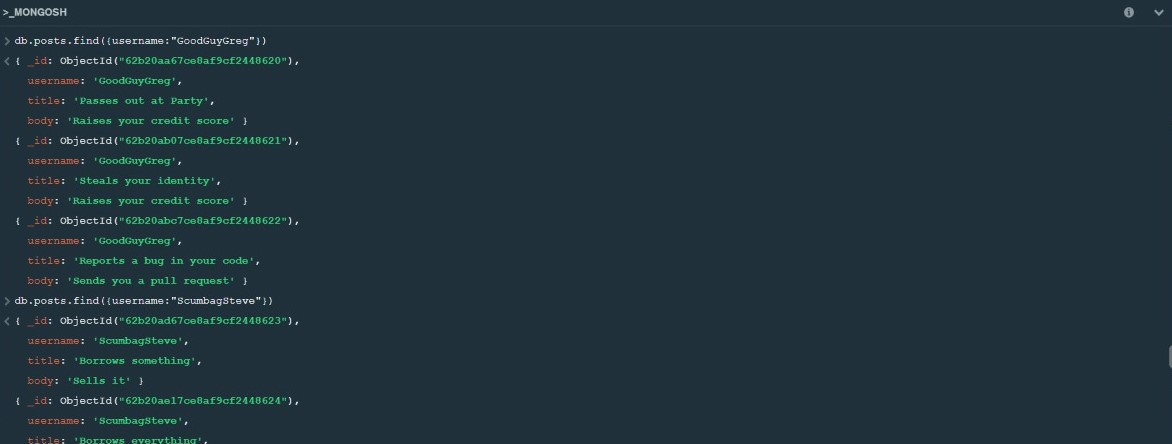 >_MONGOSH
> db.posts.find({username:"GoodGuyGreg"})
< { _id: ObjectId("62b20aa67ce8af9cf2448620"),
username: 'GoodGuyGreg',
title: 'Passes out at Party',
body: 'Raises your credit score' }
{ _id: ObjectId("62b20ab07ce8af9cf2448621"),
username: 'GoodGuyGreg',
title: 'Steals your identity',
body: 'Raises your credit score' }
{ _id: ObjectId("62b20abc7ce8af9cf2448622"),
username: 'GoodGuyGreg',
title: 'Reports a bug in your code',
body: 'Sends you a pull request' }
> db.posts.find({username:"ScumbagSteve"})
< { _id: ObjectId("62b20ad67ce8af9cf2448623"),
username: 'ScumbagSteve',
title: 'Borrows something',
body: 'Sells it' }
{ _id: ObjectId("62b20ae17ce8af9cf2448624"),
username: 'ScumbagSteve',
title: 'Borrows everything',